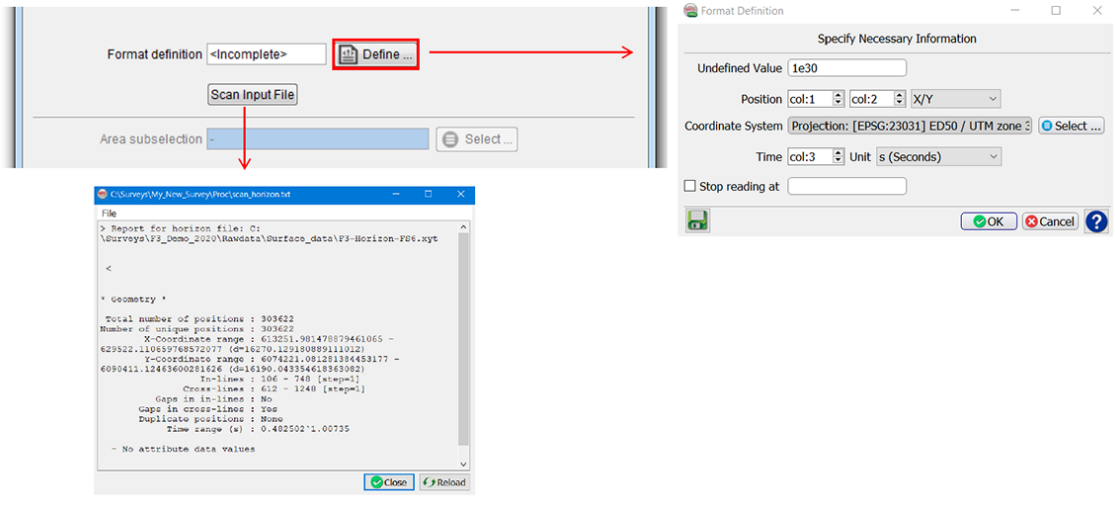 Format definition <Incomplete> Define ...
Scan Input File
Area subselection - Select ...
Format Definition
Specify Necessary Information
Undefined Value 1e30
Position col:1 col:2 X/Y
Coordinate System Projection: [EPSG:23031] ED50 / UTM zone 3 Select ...
Time col:3 Unit s (Seconds)
Stop reading at
OK Cancel ?
C:\Surveys\My_New_Survey\Proc\scan_horizon.txt
File
> Report for horizon file: C:
\Surveys\F3_Demo_2020\Rawdata\Surface_data\F3-Horizon-FS6.xyt
<
* Geometry *
Total number of positions : 303622
Number of unique positions : 303622
X-Coordinate range : 613251.981478879461065 -
629522.110659768572077 (d=16270.129180889111012)
Y-Coordinate range : 6074221.081281384453177 -
6090411.12463600281626 (d=16190.043354618363082)
In-lines : 106 - 748 [step=1]
Cross-lines : 612 - 1248 [step=1]
Gaps in in-lines : No
Gaps in cross-lines : Yes
Duplicate positions : None
Time range (s) : 0.482502`1.00735
- No attribute data values
Close Reload